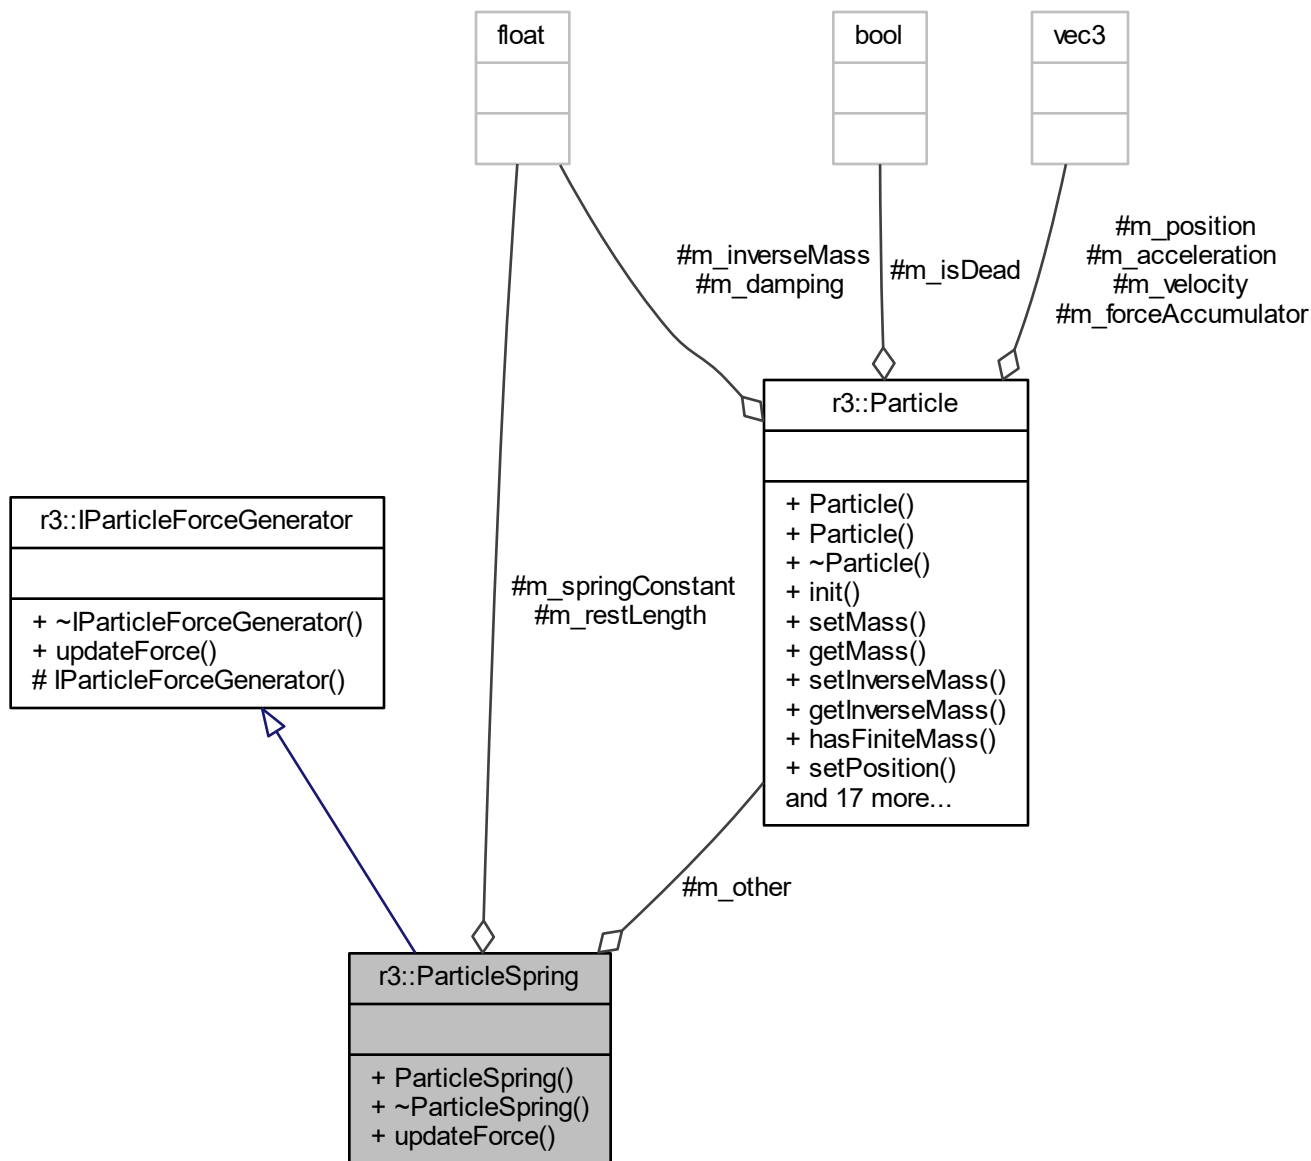 float
bool
vec3
#m_position
#m_acceleration
#m_velocity
#m_forceAccumulator
#m_inverseMass
#m_damping
#m_isDead
r3::Particle
+ Particle()
+ Particle()
+ ~Particle()
+ init()
+ setMass()
+ getMass()
+ setInverseMass()
+ getInverseMass()
+ hasFiniteMass()
+ setPosition()
and 17 more...
r3::IParticleForceGenerator
+ ~IParticleForceGenerator()
+ updateForce()
# IParticleForceGenerator()
#m_springConstant
#m_restLength
#m_other
r3::ParticleSpring
+ ParticleSpring()
+ ~ParticleSpring()
+ updateForce()